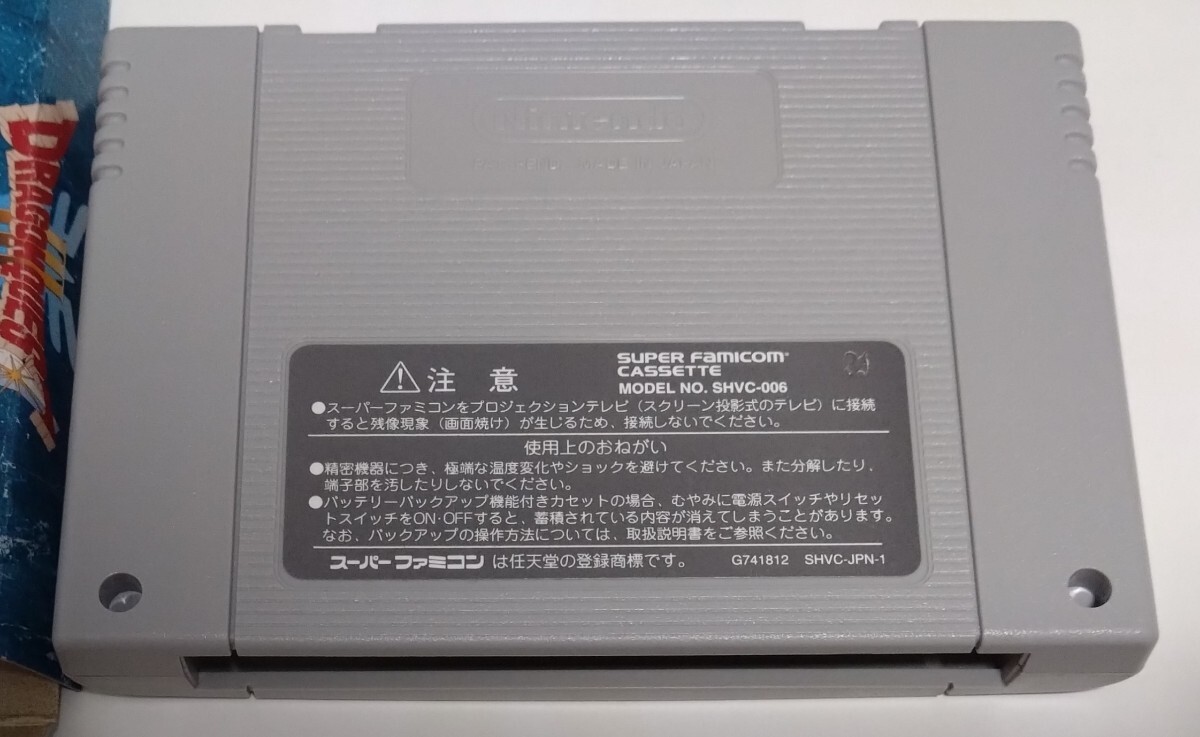 Nintendo
MADE IN JAPAN
DRAGON QUEST
注 意
SUPER FAMICOM
CASSETTE
MODEL NO. SHVC-006
●スーパーファミコンをプロジェクションテレビ（スクリーン投影式のテレビ）に接続
すると残像現象（画面焼け）が生じるため、接続しないでください。
使用上のおねがい
●精密機器につき、極端な温度変化やショックを避けてください。また分解したり、
端子部を汚したりしないでください。
●バッテリーバックアップ機能付きカセットの場合、むやみに電源スイッチやリセッ
トスイッチをON·OFFすると、蓄積されている内容が消えてしまうことがあります。
なお、バックアップの操作方法については、取扱説明書をご参照ください。
スーパーファミコン は任天堂の登録商標です。 G741812 SHVC-JPN-1